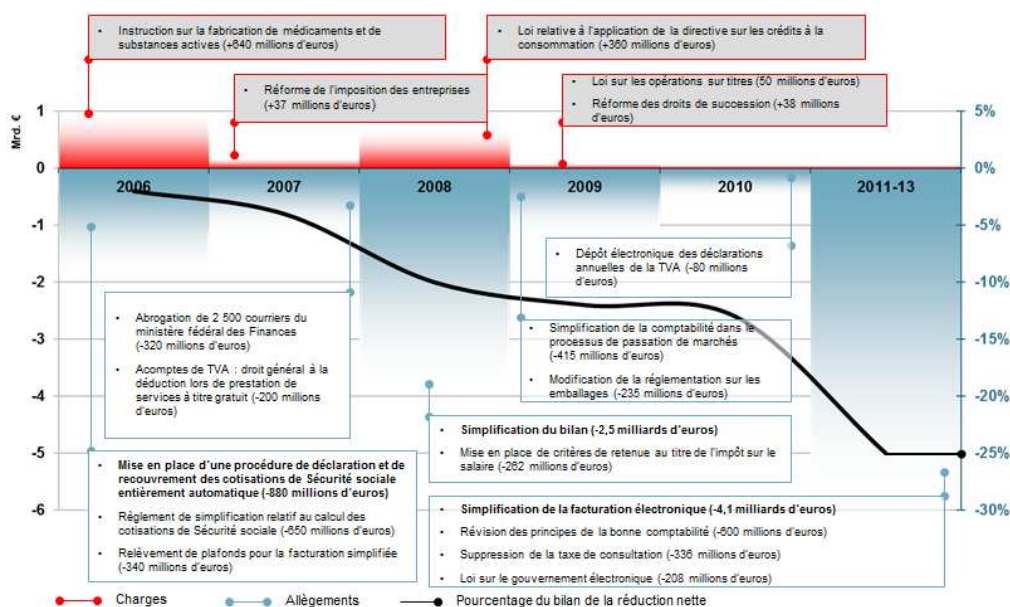 • Instruction sur la fabrication de médicaments et de
substances actives (+640 millions d'euros)
• Loi relative à l'application de la directive sur les crédits à la
consommation (+360 millions d'euros)
• Réforme de l'imposition des entreprises
(+37 millions d'euros)
• Loi sur les opérations sur titres (50 millions d'euros)
• Réforme des droits de succession (+38 millions
d'euros)
Mrd. €
1
0
-1
-2
-3
-4
-5
-6
5%
0%
-5%
-10%
-15%
-20%
-25%
-30%
2006
2007
2008
2009
2010
2011-13
• Dépôt électronique des déclarations
annuelles de la TVA (-80 millions
d'euros)
• Abrogation de 2 500 courriers du
ministère fédéral des Finances
(-320 millions d'euros)
• Acomptes de TVA : droit général à la
déduction lors de prestation de
services à titre gratuit (-200 millions
d'euros)
• Simplification de la comptabilité dans le
processus de passation de marchés
(-415 millions d'euros)
• Modification de la réglementation sur les
emballages (-235 millions d'euros)
• Simplification du bilan (-2,5 milliards d'euros)
• Mise en place de critères de retenue au titre de l'impôt sur le
salaire (-262 millions d'euros)
• Mise en place d'une procédure de déclaration et de
recouvrement des cotisations de Sécurité sociale
entièrement automatique (-880 millions d'euros)
• Règlement de simplification relatif au calcul des
cotisations de Sécurité sociale (-650 millions d'euros)
• Relèvement de plafonds pour la facturation simplifiée
(-340 millions d'euros)
• Simplification de la facturation électronique (-4,1 milliards d'euros)
• Révision des principes de la bonne comptabilité (-600 millions d'euros)
• Suppression de la taxe de consultation (-336 millions d'euros)
• Loi sur le gouvernement électronique (-208 millions d'euros)
Charges
Allègements
Pourcentage du bilan de la réduction nette